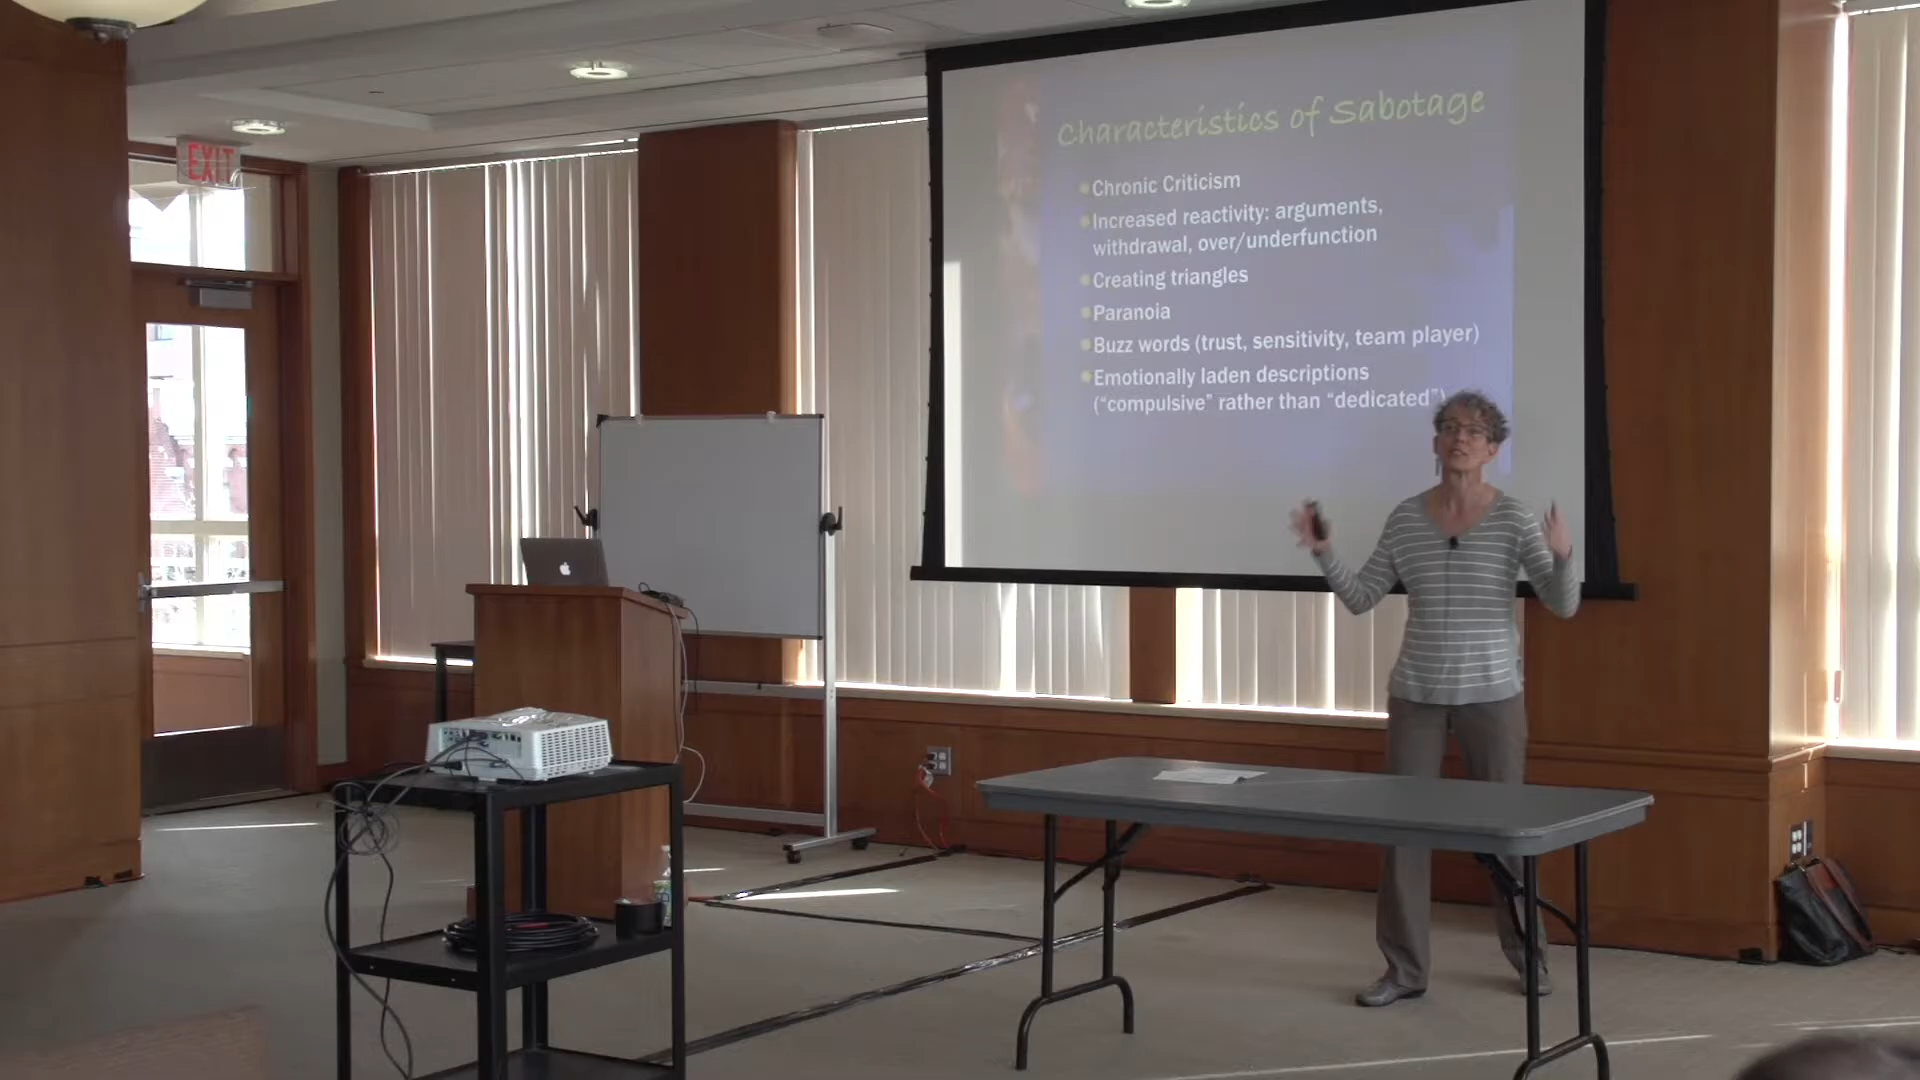 EXIT
Characteristics of Sabotage
Chronic Criticism
Increased reactivity: arguments,
withdrawal, over/underfunction
Creating triangles
Paranoia
Buzz words (trust, sensitivity, team player)
Emotionally laden descriptions
(“compulsive” rather than “dedicated”)